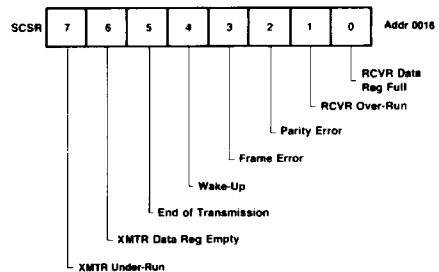 SCSR 7 6 5 4 3 2 1 0 Addr 0016
RCVR Data
Reg Full
RCVR Over-Run
Parity Error
Frame Error
Wake-Up
End of Transmission
XMTR Data Reg Empty
XMTR Under-Run